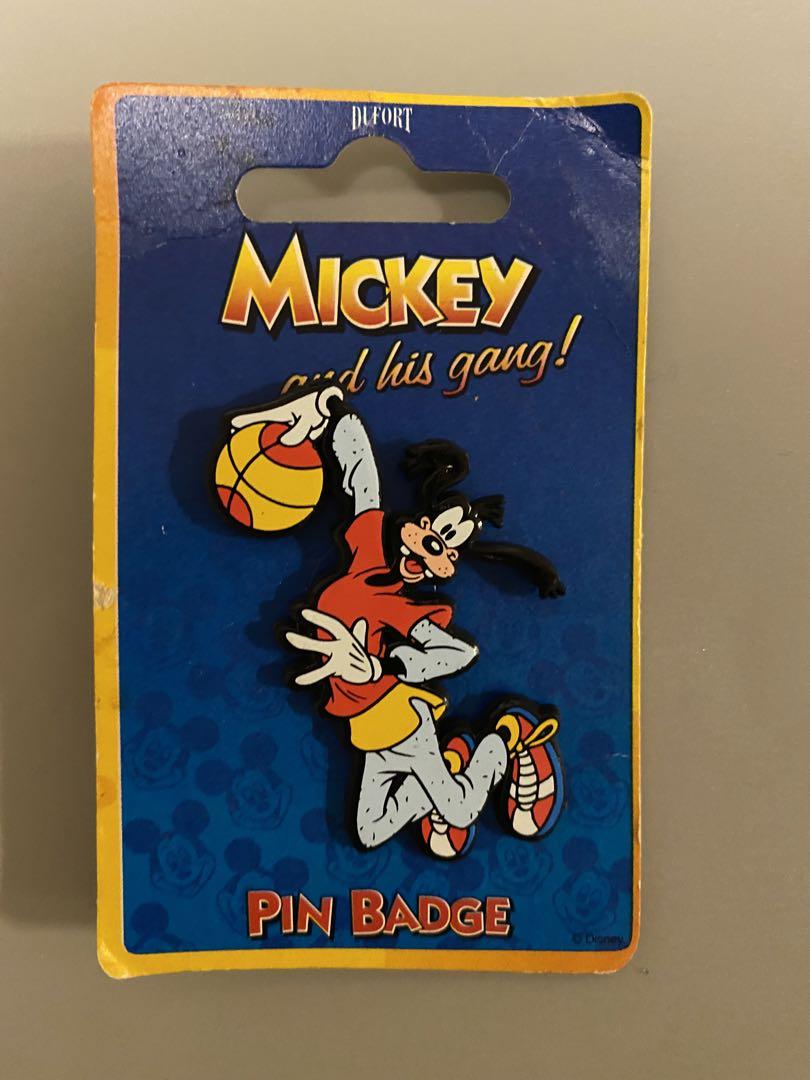 DUFORT
MICKEY
and his gang!
PIN BADGE
© Disney